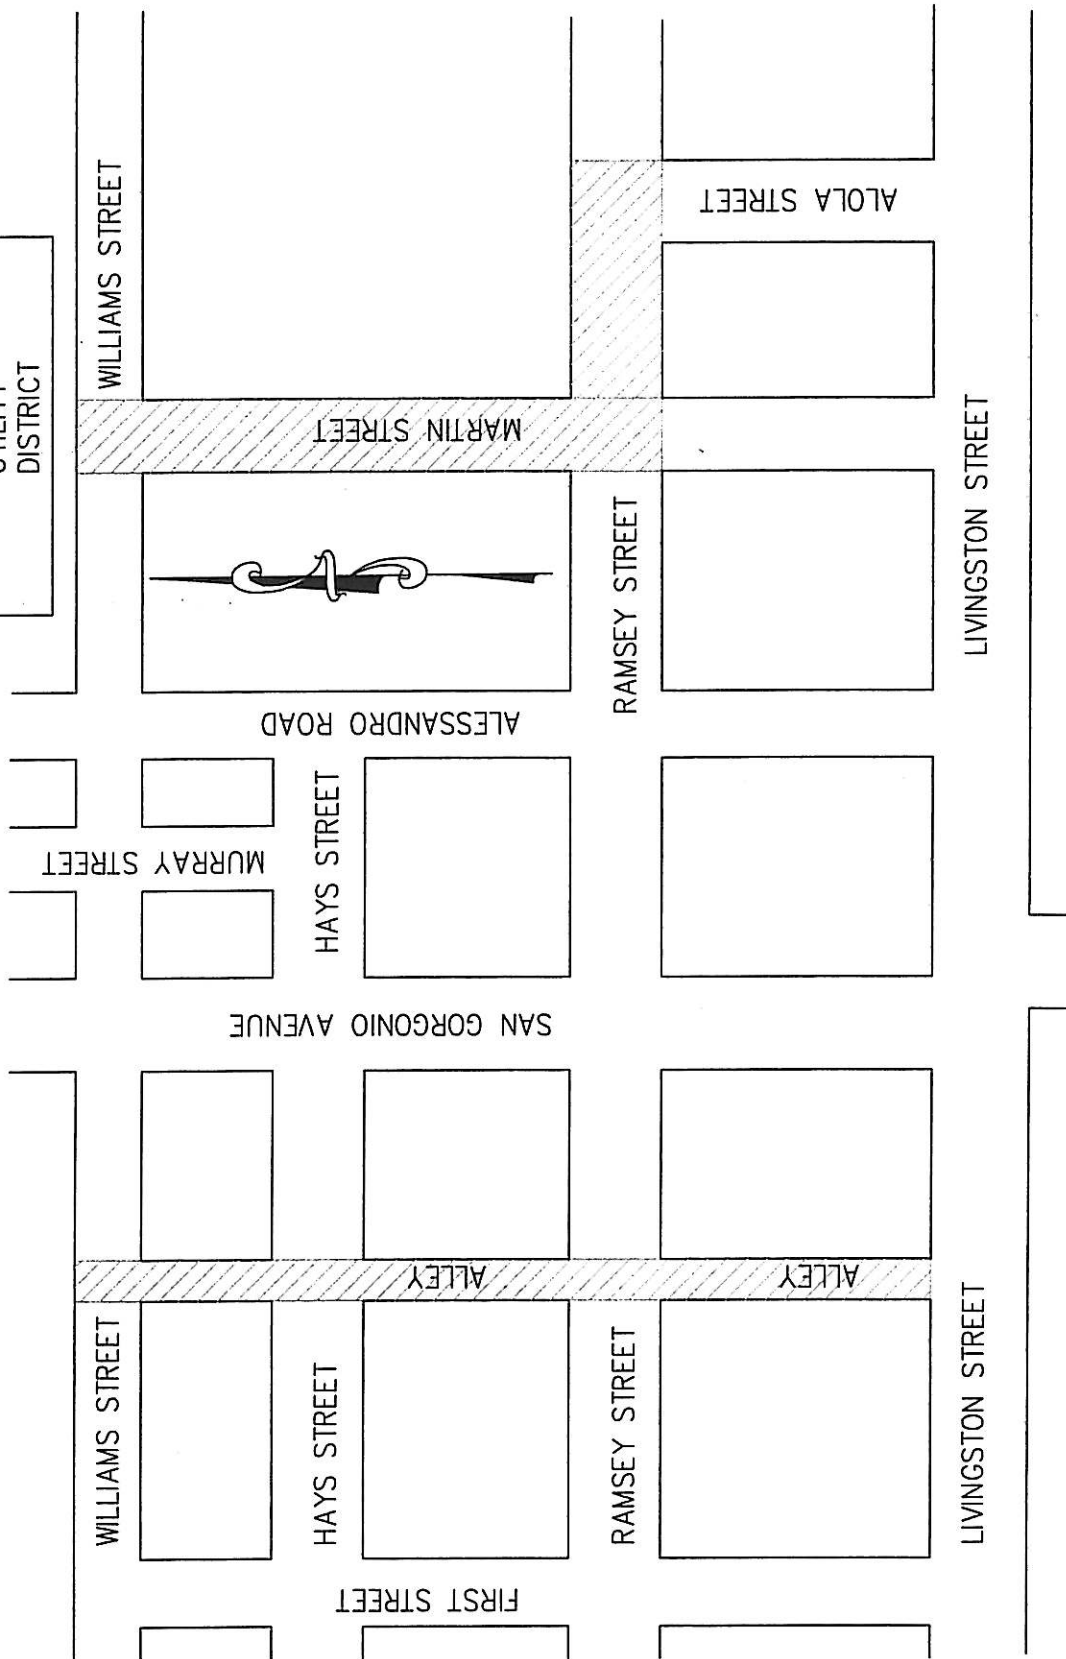 DISTRICT
WILLIAMS STREET
ALOLA STREET
MARTIN STREET
N
RAMSEY STREET
LIVINGSTON STREET
ALESSANDRO ROAD
HAYS STREET
MURRAY STREET
SAN GORGONIO AVENUE
ALLEY
ALLEY
WILLIAMS STREET
HAYS STREET
RAMSEY STREET
LIVINGSTON STREET
FIRST STREET